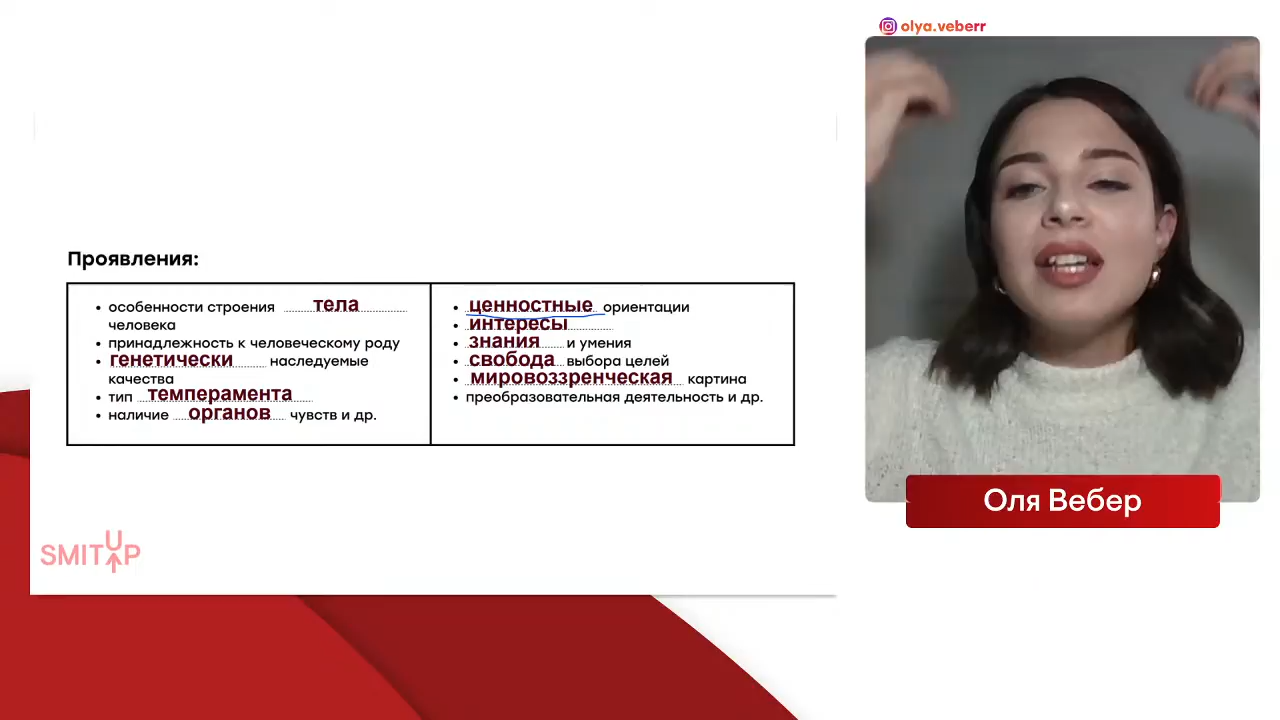 olya.veberr
Проявления:
особенности строения тела
человека
принадлежность к человеческому роду
генетически наследуемые
качества
тип темперамента
наличие органов чувств и др.
ценностные ориентации
интересы
знания и умения
свобода выбора целей
мировоззренческая картина
преобразовательная деятельность и др.
Оля Вебер
SMITUP